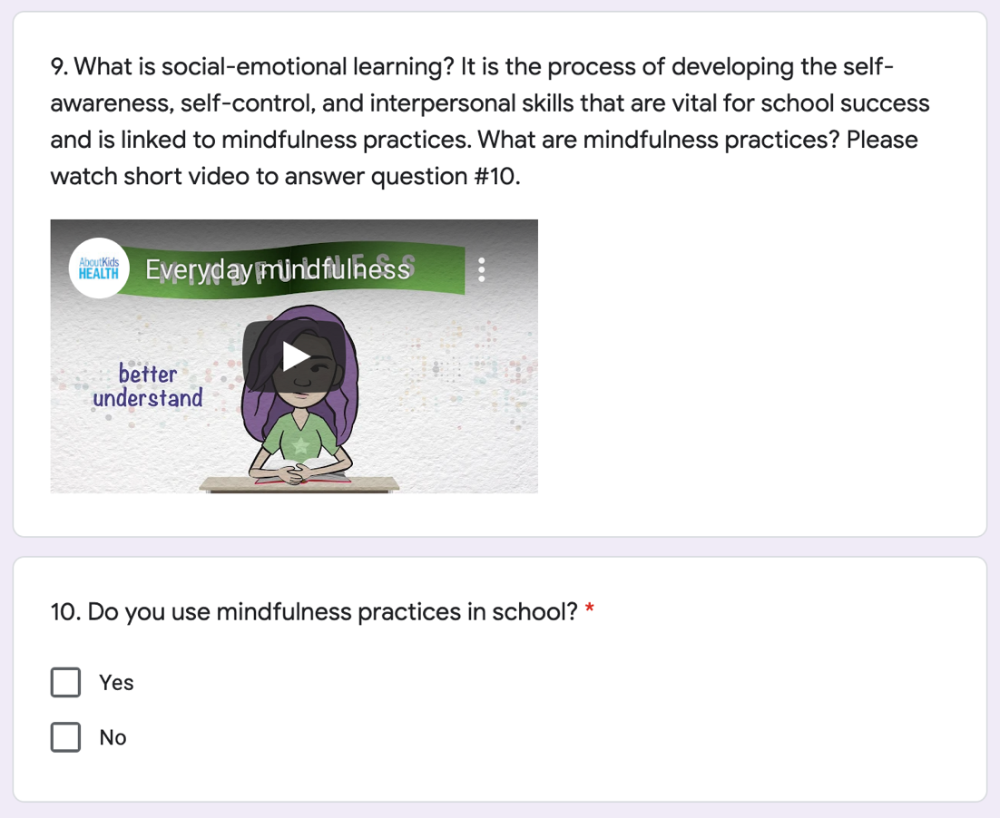 9. What is social-emotional learning? It is the process of developing the self-
awareness, self-control, and interpersonal skills that are vital for school success
and is linked to mindfulness practices. What are mindfulness practices? Please
watch short video to answer question #10.
AboutKids
HEALTH
Everyday mindfulness
MINDFULNESS
better
understand
10. Do you use mindfulness practices in school? *
Yes
No